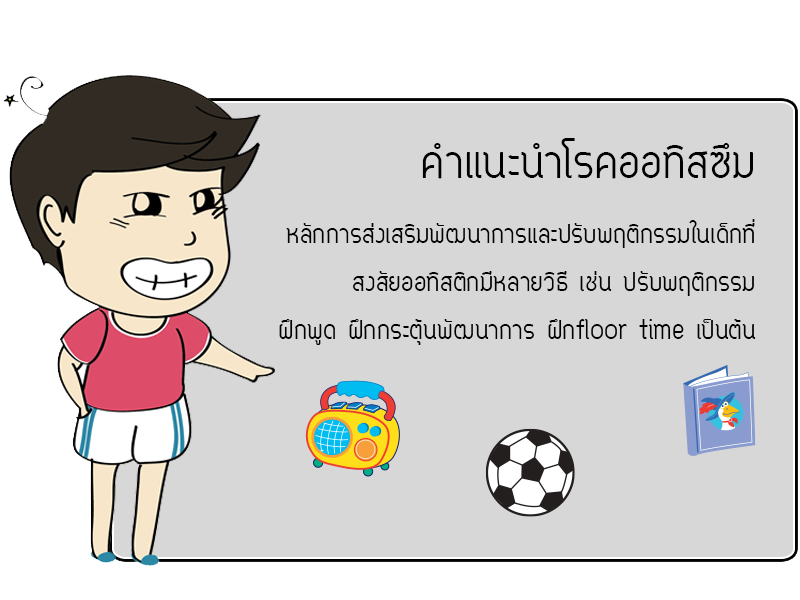 คำแนะนำโรคออทิสซึม
หลักการส่งเสริมพัฒนาการและปรับพฤติกรรมในเด็กที่
สงสัยออทิสติกมีหลายวิธี เช่น ปรับพฤติกรรม
ฝึกพูด ฝึกกระตุ้นพัฒนาการ ฝึกfloor time เป็นต้น